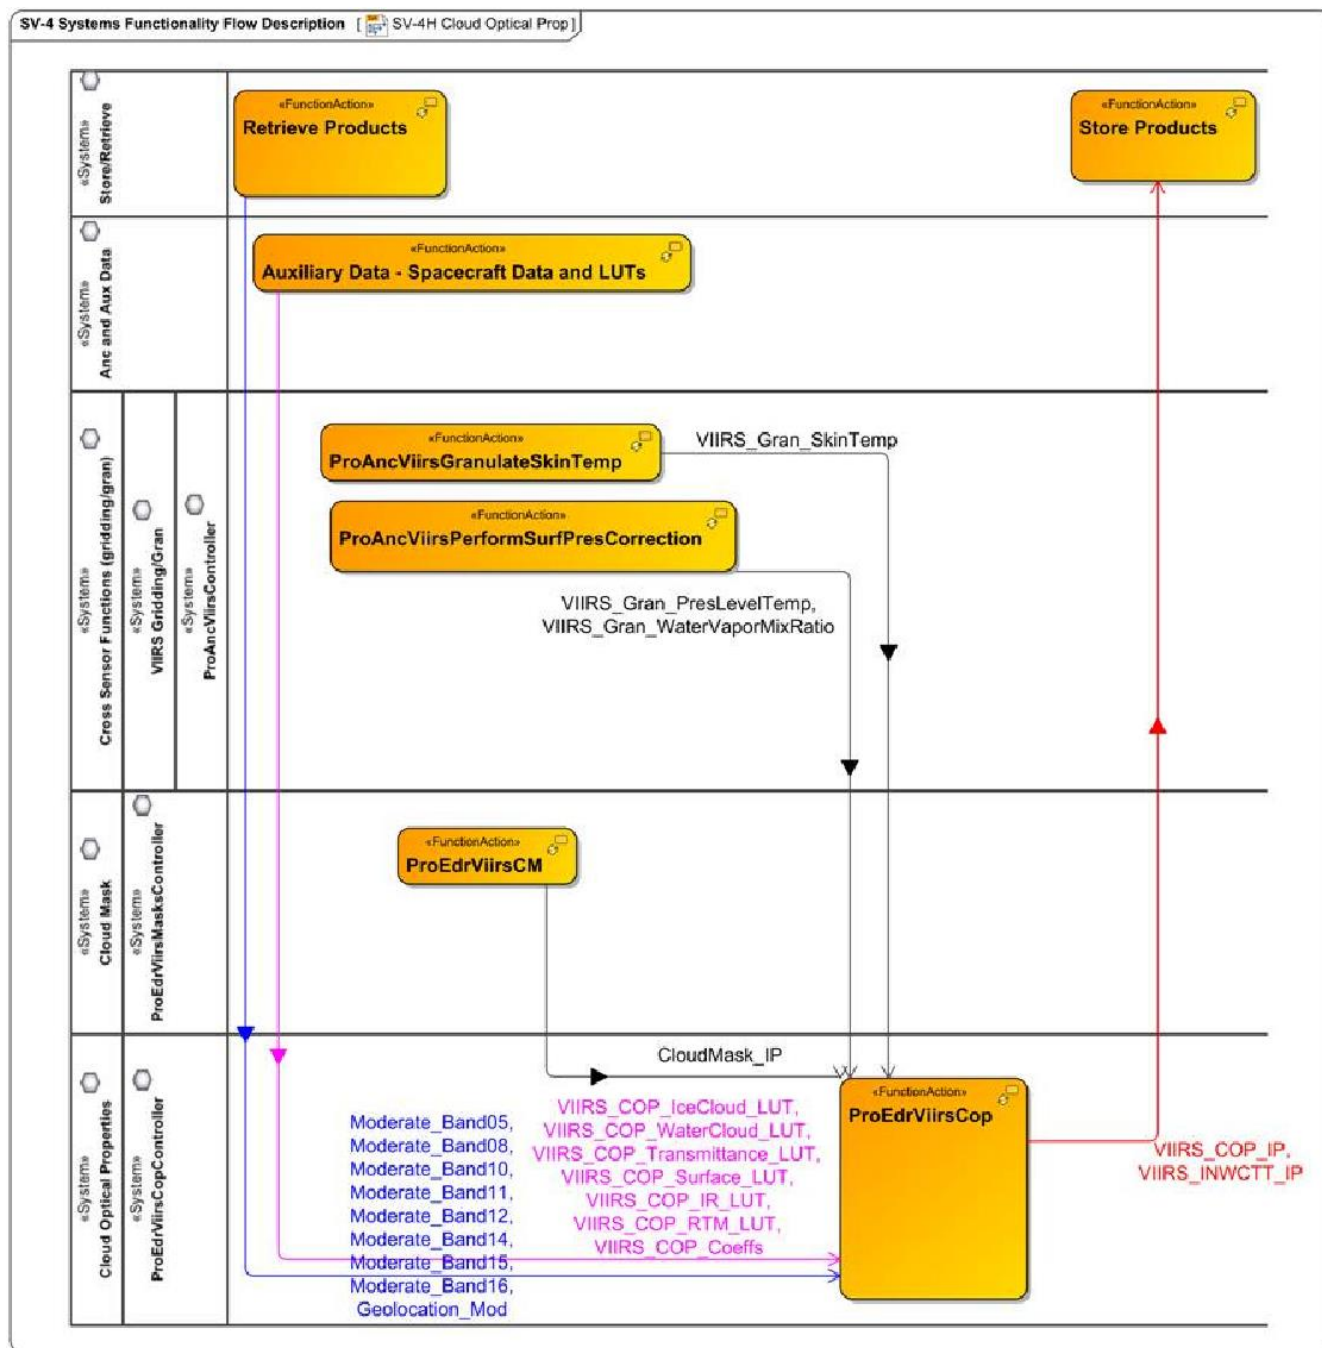 SV-4 Systems Functionality Flow Description [ SV-4H Cloud Optical Prop ]
«System»
Store/Retrieve
«FunctionAction»
Retrieve Products
«FunctionAction»
Store Products
«System»
Anc and Aux Data
«FunctionAction»
Auxiliary Data - Spacecraft Data and LUTs
«System»
Cross Sensor Functions (gridding/gran)
«System»
VIIRS Gridding/Gran
«System»
ProAncViirsController
«FunctionAction»
ProAncViirsGranulateSkinTemp
VIIRS_Gran_SkinTemp
«FunctionAction»
ProAncViirsPerformSurfPresCorrection
VIIRS_Gran_PresLevelTemp,
VIIRS_Gran_WaterVaporMixRatio
«System»
Cloud Mask
«System»
ProEdrViirsMasksController
«FunctionAction»
ProEdrViirsCM
«System»
Cloud Optical Properties
«System»
ProEdrViirsCopController
CloudMask_IP
«FunctionAction»
ProEdrViirsCop
Moderate_Band05,
Moderate_Band08,
Moderate_Band10,
Moderate_Band11,
Moderate_Band12,
Moderate_Band14,
Moderate_Band15,
Moderate_Band16,
Geolocation_Mod
VIIRS_COP_IceCloud_LUT,
VIIRS_COP_WaterCloud_LUT,
VIIRS_COP_Transmittance_LUT,
VIIRS_COP_Surface_LUT,
VIIRS_COP_IR_LUT,
VIIRS_COP_RTM_LUT,
VIIRS_COP_Coeffs
VIIRS_COP_IP,
VIIRS_INWCTT_IP